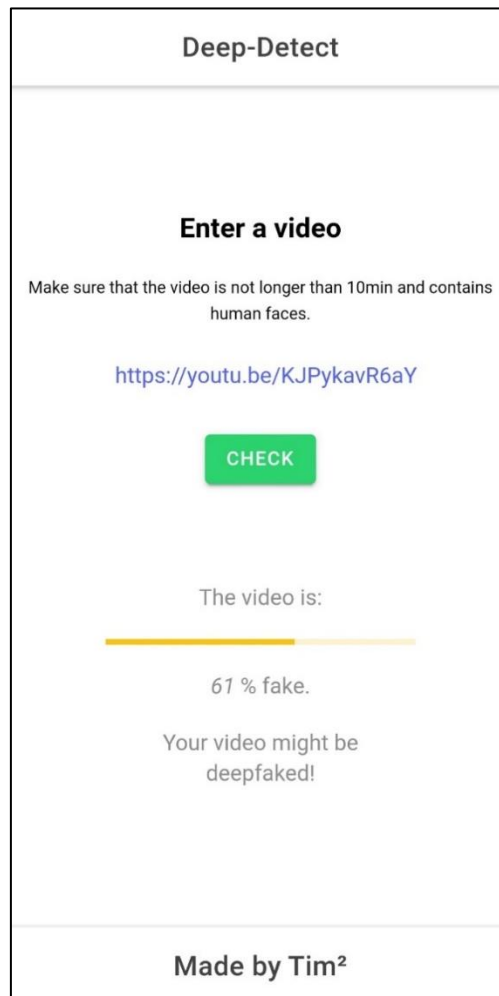 Deep-Detect
Enter a video
Make sure that the video is not longer than 10min and contains
human faces.
https://youtu.be/KJPykavR6aY
CHECK
The video is:
61 % fake.
Your video might be
deepfaked!
Made by Tim²